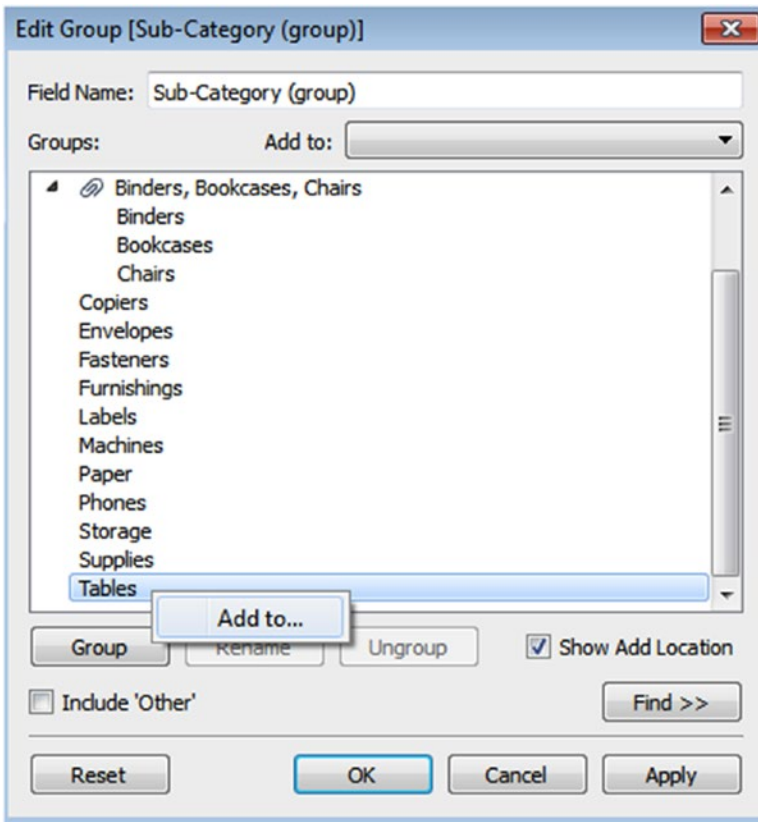 Edit Group [Sub-Category (group)]
Field Name: Sub-Category (group)
Groups: Add to:
Binders, Bookcases, Chairs
Binders
Bookcases
Chairs
Copiers
Envelopes
Fasteners
Furnishings
Labels
Machines
Paper
Phones
Storage
Supplies
Tables
Add to...
Group Rename Ungroup Show Add Location
Include 'Other' Find >>
Reset OK Cancel Apply